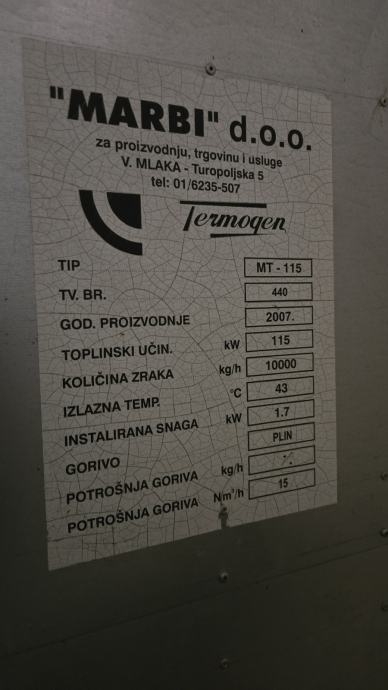 "MARBI" d.o.o.
za proizvodnju, trgovinu i usluge
V. MLAKA - Turopoljska 5
tel: 01/6235-507
Termogen
TIP MT - 115
TV. BR. 440
GOD. PROIZVODNJE 2007.
TOPLINSKI UČIN. kW 115
KOLIČINA ZRAKA kg/h 10000
IZLAZNA TEMP. °C 43
INSTALIRANA SNAGA kW 1.7
GORIVO PLIN
POTROŠNJA GORIVA kg/h -/-
POTROŠNJA GORIVA N/m³/h 15